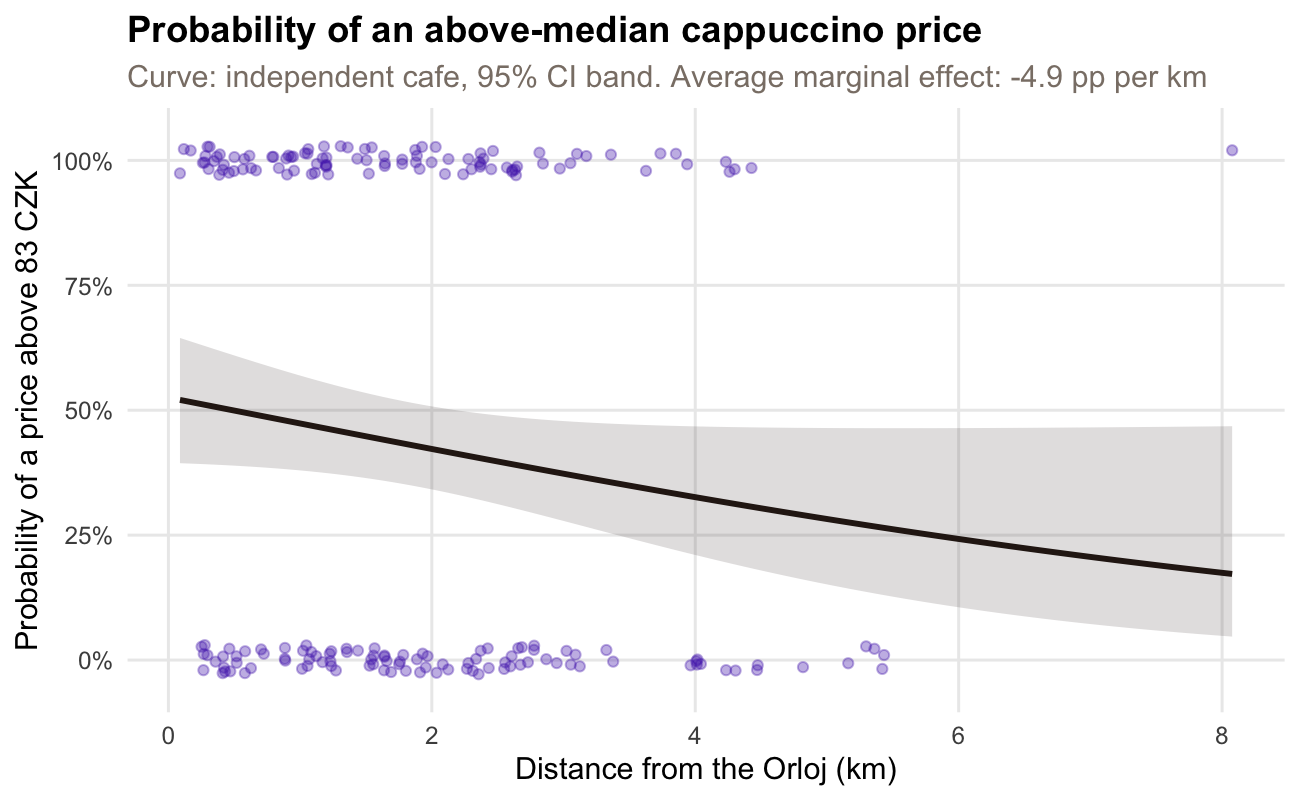 Probability of an above-median cappuccino price
Curve: independent cafe, 95% CI band. Average marginal effect: -4.9 pp per km
Probability of a price above 83 CZK
100%
75%
50%
25%
0%
0 2 4 6 8
Distance from the Orloj (km)